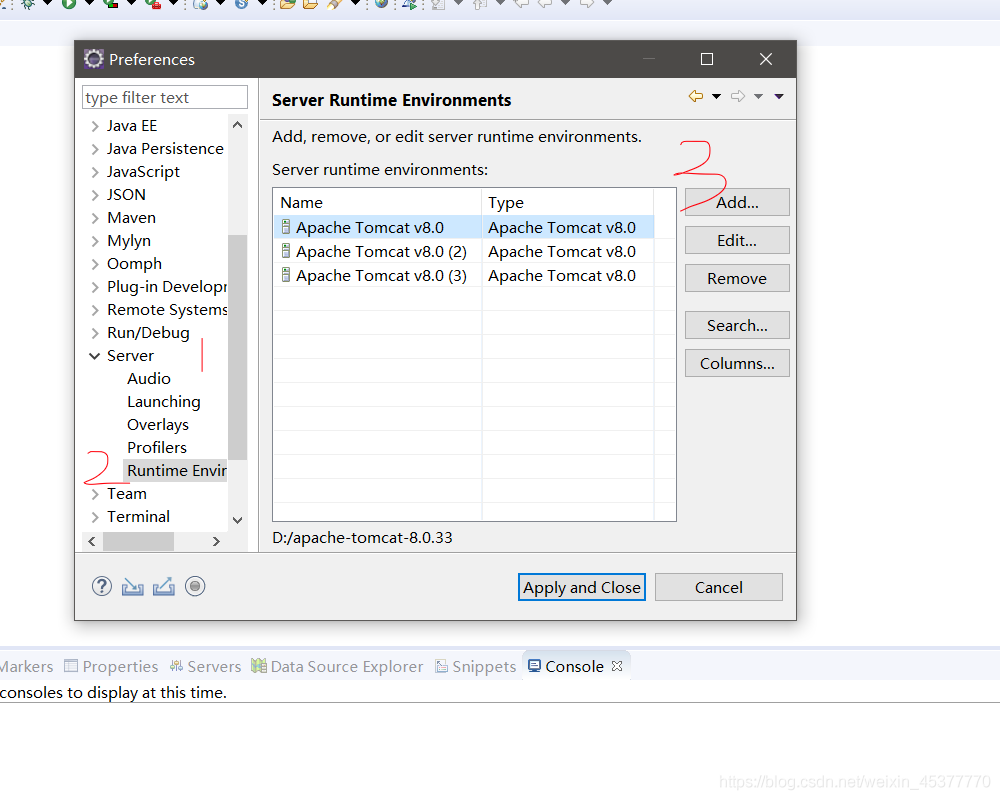 Preferences
type filter text
Server Runtime Environments
Java EE
Java Persistence
JavaScript
JSON
Maven
Mylyn
Oomph
Plug-in Develop
Remote Systems
Run/Debug
Server
1
Audio
Launching
Overlays
Profilers
2
Runtime Envir
Team
Terminal
Add, remove, or edit server runtime environments.
Server runtime environments:
3
Name Type
Apache Tomcat v8.0 Apache Tomcat v8.0
Apache Tomcat v8.0 (2) Apache Tomcat v8.0
Apache Tomcat v8.0 (3) Apache Tomcat v8.0
Add...
Edit...
Remove
Search...
Columns...
D:/apache-tomcat-8.0.33
Apply and Close Cancel
Markers Properties Servers Data Source Explorer Snippets Console
consoles to display at this time.
https://blog.csdn.net/weixin_45377770